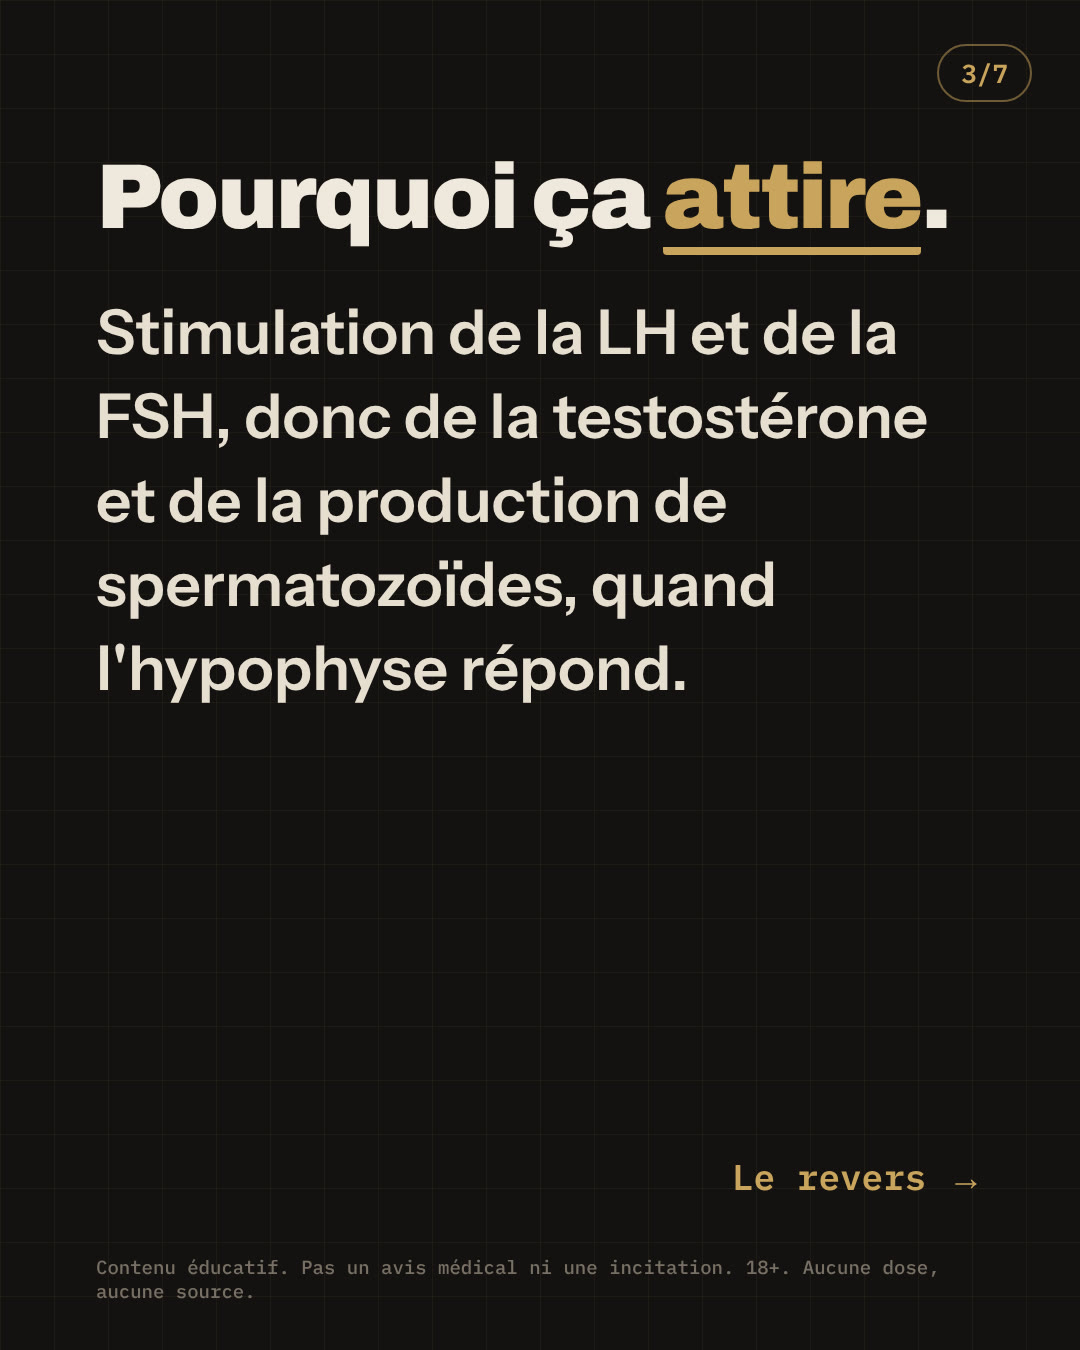 3/7
Pourquoi ça attire.
Stimulation de la LH et de la
FSH, donc de la testostérone
et de la production de
spermatozoïdes, quand
l'hypophyse répond.
Le revers →
Contenu éducatif. Pas un avis médical ni une incitation. 18+. Aucune dose,
aucune source.